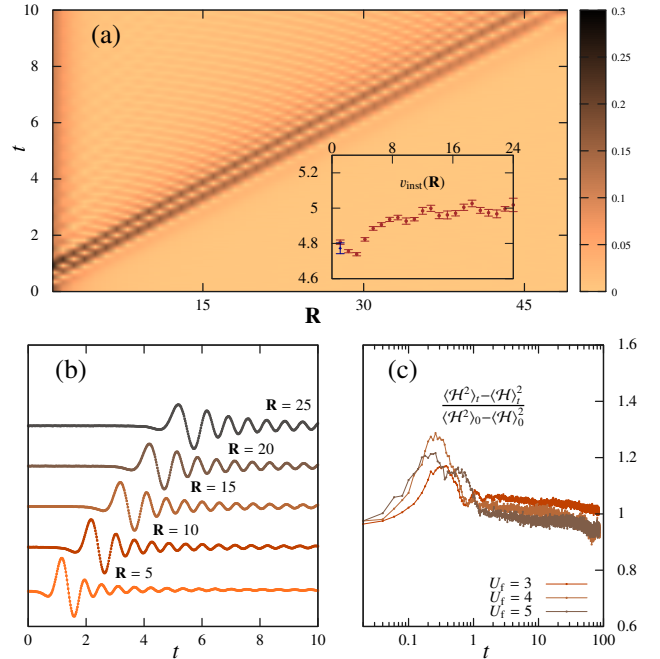 (a)
10
8
6
4
2
0
t
15
30
45
R
0.3
0.25
0.2
0.15
0.1
0.05
0
0
8
16
24
v_inst(R)
5.2
5
4.8
4.6
(b)
R = 25
R = 20
R = 15
R = 10
R = 5
0
2
4
6
8
10
t
(c)
⟨ℋ²⟩_t−⟨ℋ⟩²_t
⟨ℋ²⟩_0−⟨ℋ⟩²_0
1.6
1.4
1.2
1
0.8
0.6
U_f = 3
U_f = 4
U_f = 5
0.1
1
10
100
t